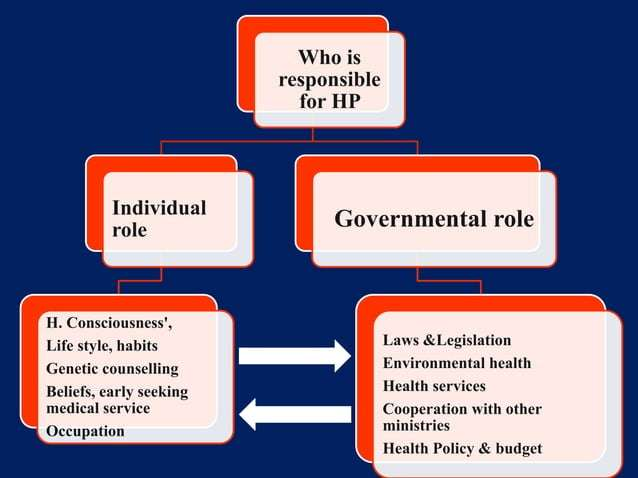 Who is
responsible
for HP
Individual
role
Governmental role
H. Consciousness',
Life style, habits
Genetic counselling
Beliefs, early seeking
medical service
Occupation
Laws &Legislation
Environmental health
Health services
Cooperation with other
ministries
Health Policy & budget